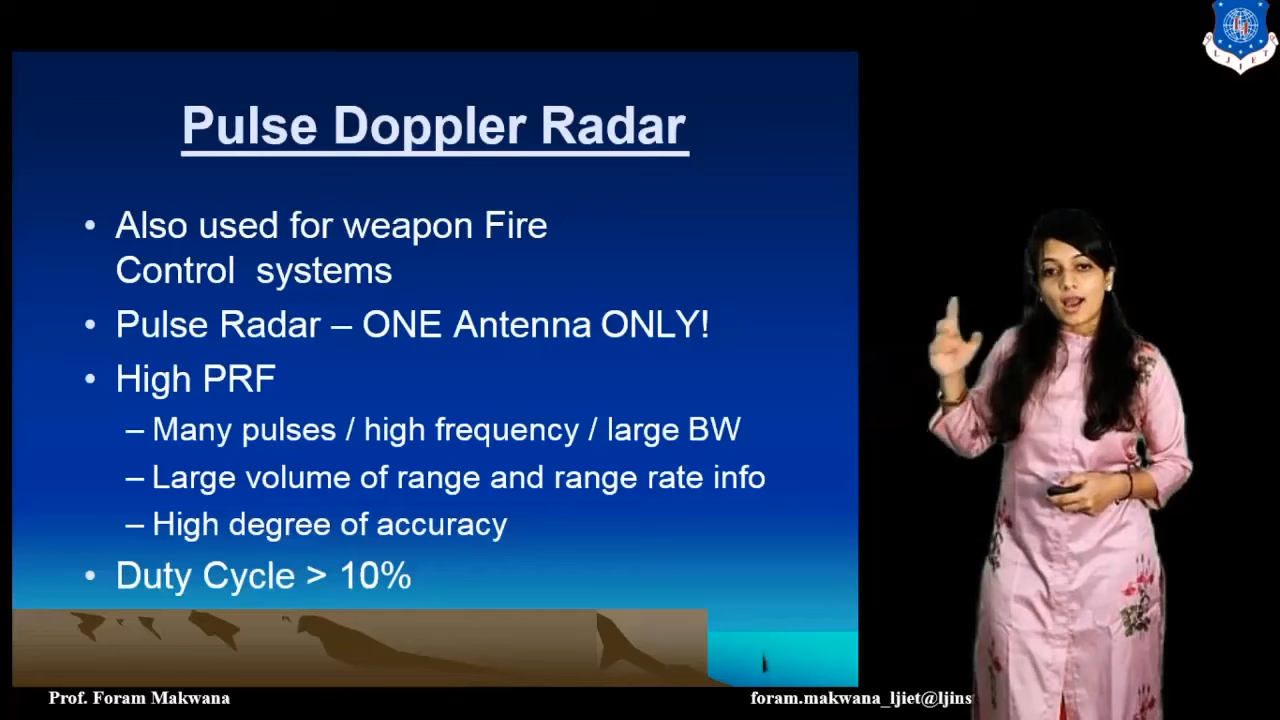 Pulse Doppler Radar
• Also used for weapon Fire
Control systems
• Pulse Radar – ONE Antenna ONLY!
• High PRF
– Many pulses / high frequency / large BW
– Large volume of range and range rate info
– High degree of accuracy
• Duty Cycle > 10%
LJIET
Prof. Foram Makwana
foram.makwana_ljiet@ljins